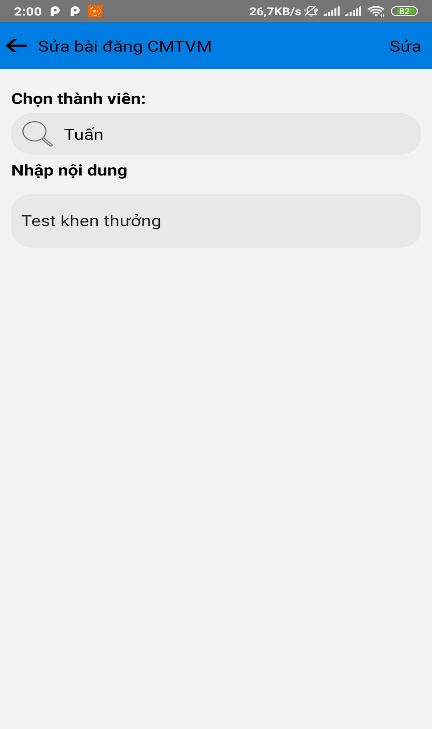 2:00 26,7KB/s 82
Sửa bài đăng CMTVM Sửa
Chọn thành viên:
Tuấn
Nhập nội dung
Test khen thưởng